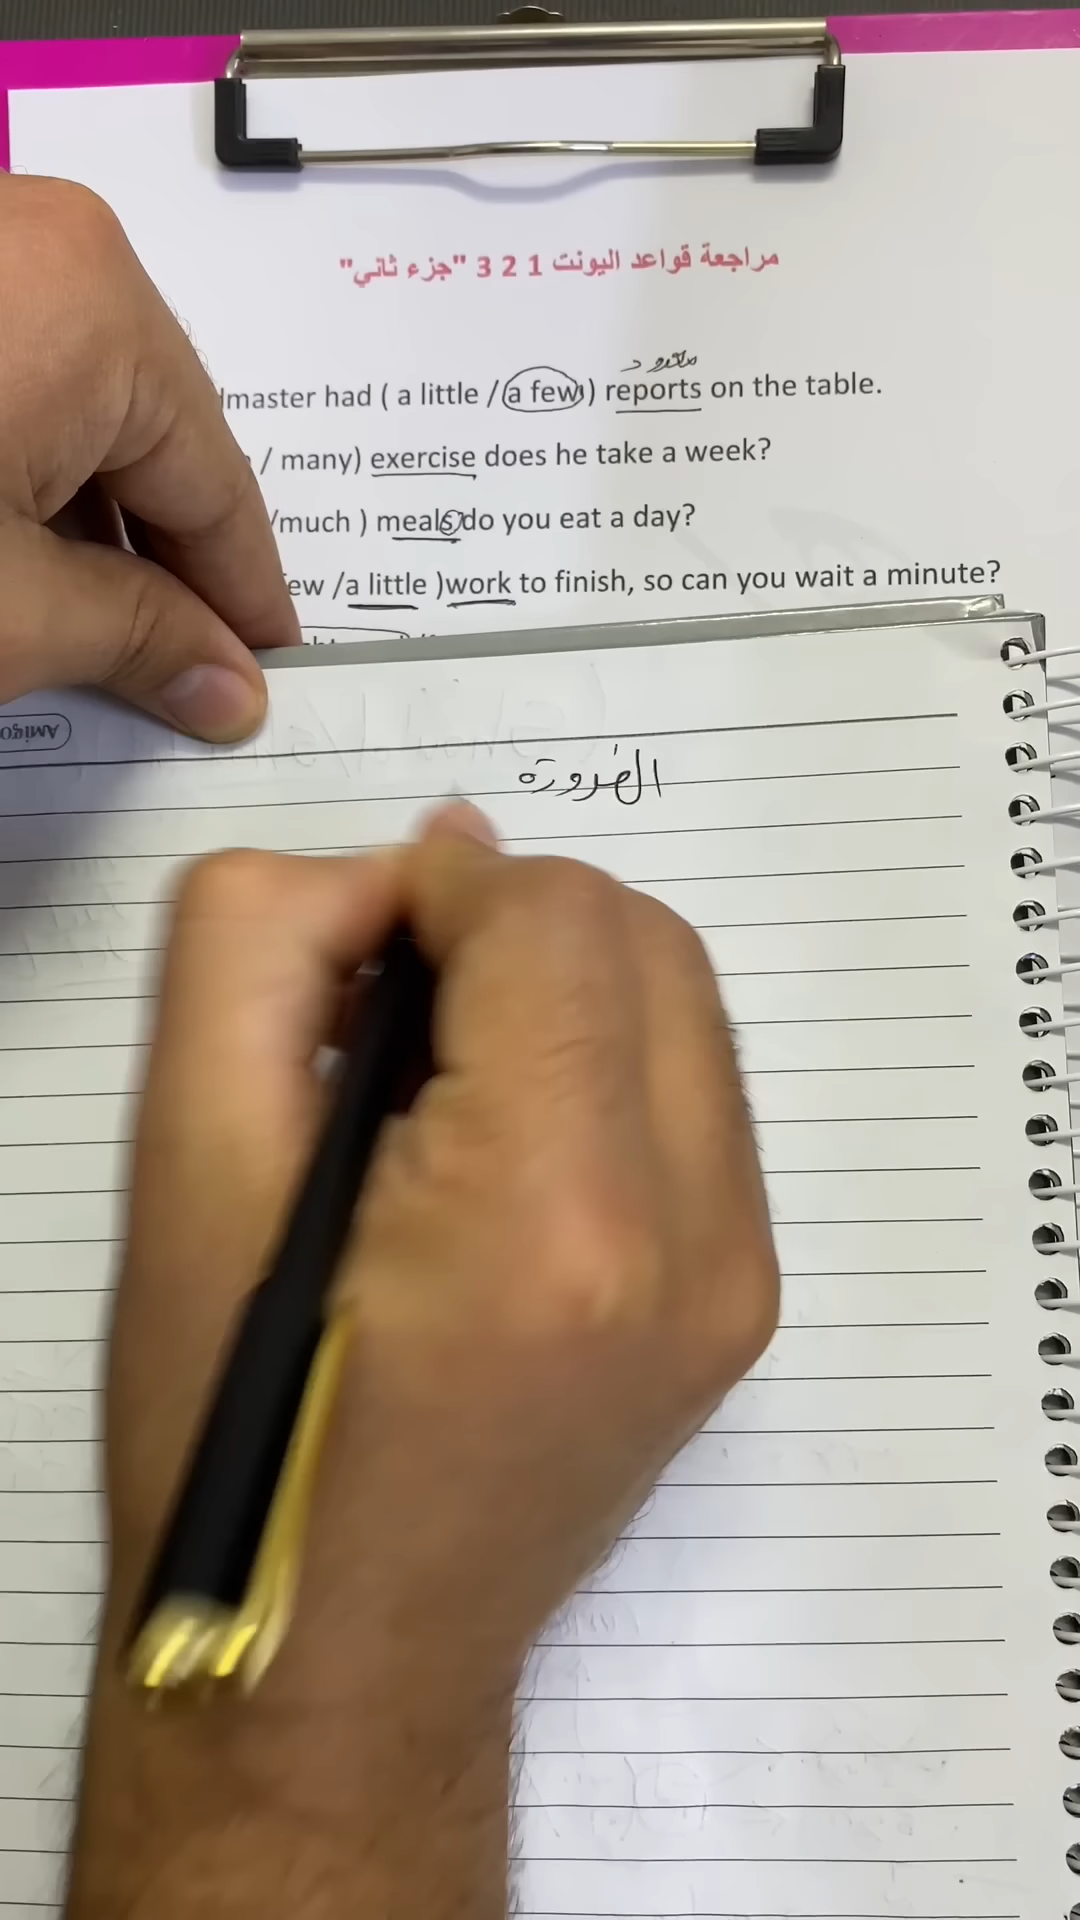 مراجعة قواعد اليونت 1 2 3 "جزء ثاني"
معدود
master had ( a little / a few ) reports on the table.
/ many) exercise does he take a week?
/much ) meals do you eat a day?
ew /a little )work to finish, so can you wait a minute?
AMigo
الضرورة